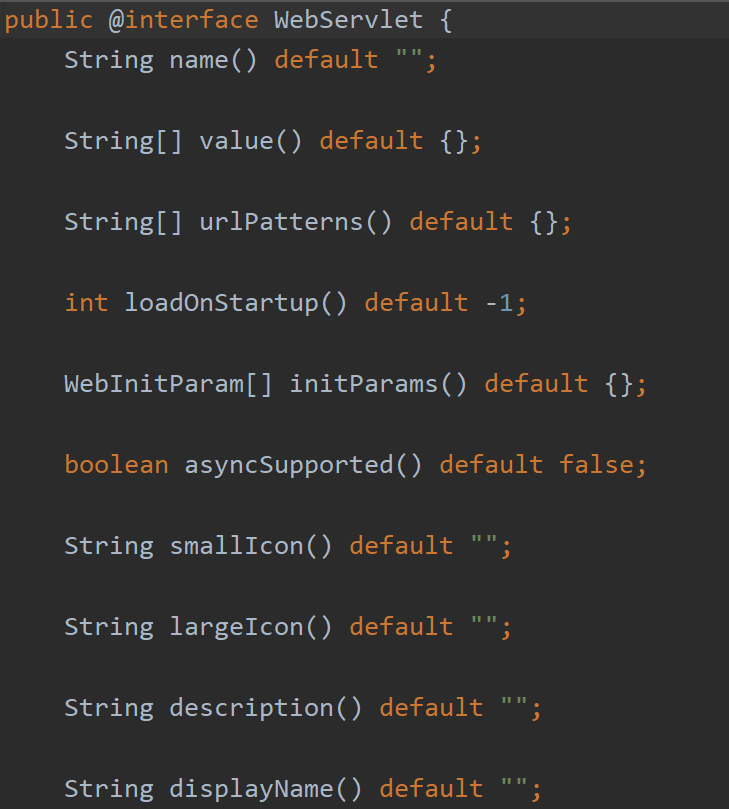 public @interface WebServlet {
String name() default "";
String[] value() default {};
String[] urlPatterns() default {};
int loadOnStartup() default -1;
WebInitParam[] initParams() default {};
boolean asyncSupported() default false;
String smallIcon() default "";
String largeIcon() default "";
String description() default "";
String displayName() default "";